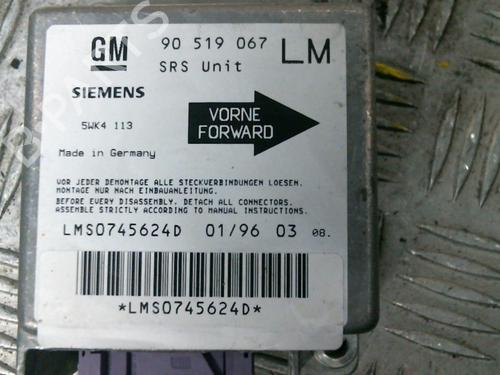 GM 90 519 067 LM
SRS Unit
SIEMENS
5WK4 113
VORNE
FORWARD
Made in Germany
VOR JEDER DEMONTAGE ALLE STECKVERBINDUNGEN LOESEN.
MONTAGE NUR NACH EINBAUANLEITUNG.
BEFORE EVERY DISASSEMBLY. DETACH ALL CONNECTORS.
ASSEMBLE STRICTLY ACCORDING TO MANUAL INSTRUCTIONS.
LMS0745624D 01/96 03 08.
*LMS0745624D*